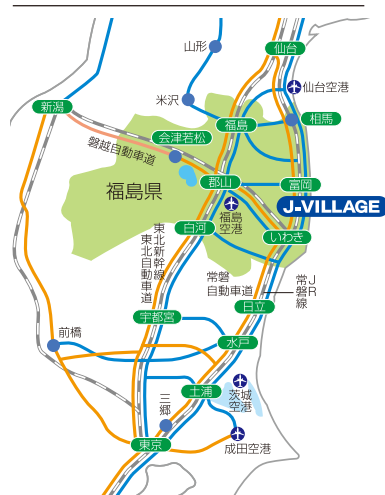 山形
仙台
米沢
仙台空港
新潟
相馬
福島
会津若松
磐越自動車道
郡山
富岡
福島県
J-VILLAGE
福島
空港
白河
いわき
東北新幹線
東北自動車道
常磐
自動車道
JR
常磐線
日立
宇都宮
前橋
水戸
土浦
茨城
空港
三郷
東京
成田空港